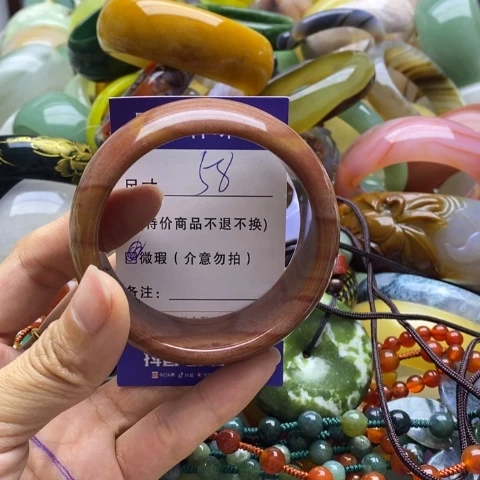 尺寸 58
特价商品不退不换)
微瑕（介意勿拍）
备注：